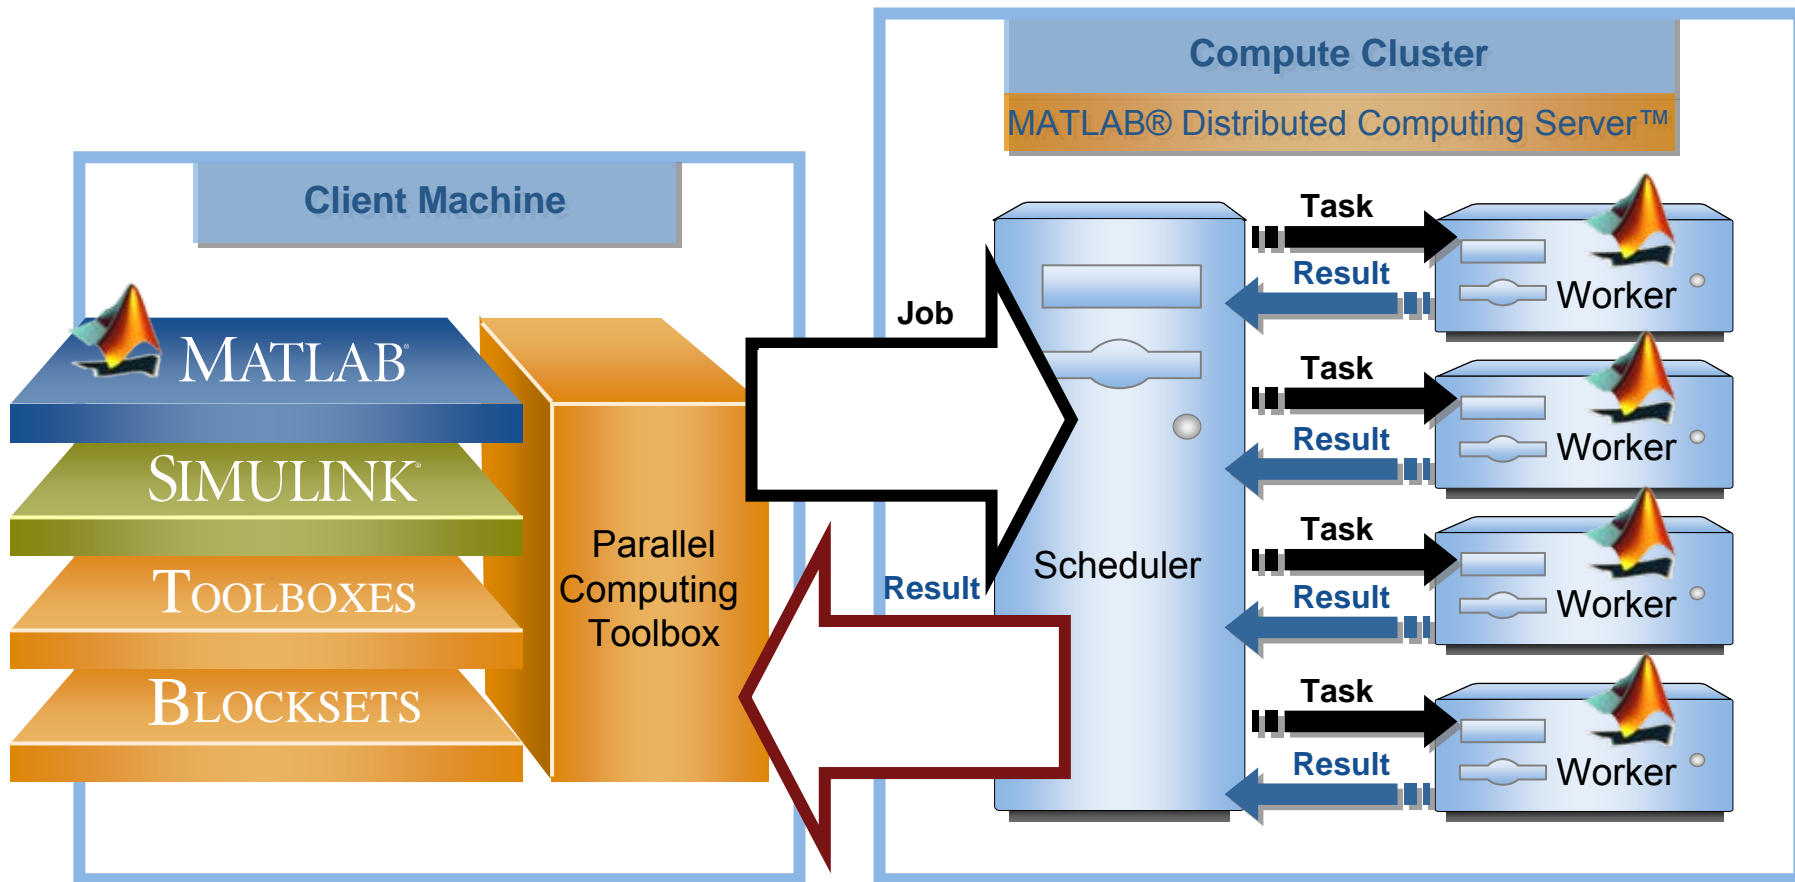 Compute Cluster
MATLAB® Distributed Computing Server™
Client Machine
MATLAB®
SIMULINK®
TOOLBOXES
BLOCKSETS
Parallel
Computing
Toolbox
Job
Result
Scheduler
Task
Result
Worker
Task
Result
Worker
Task
Result
Worker
Task
Result
Worker